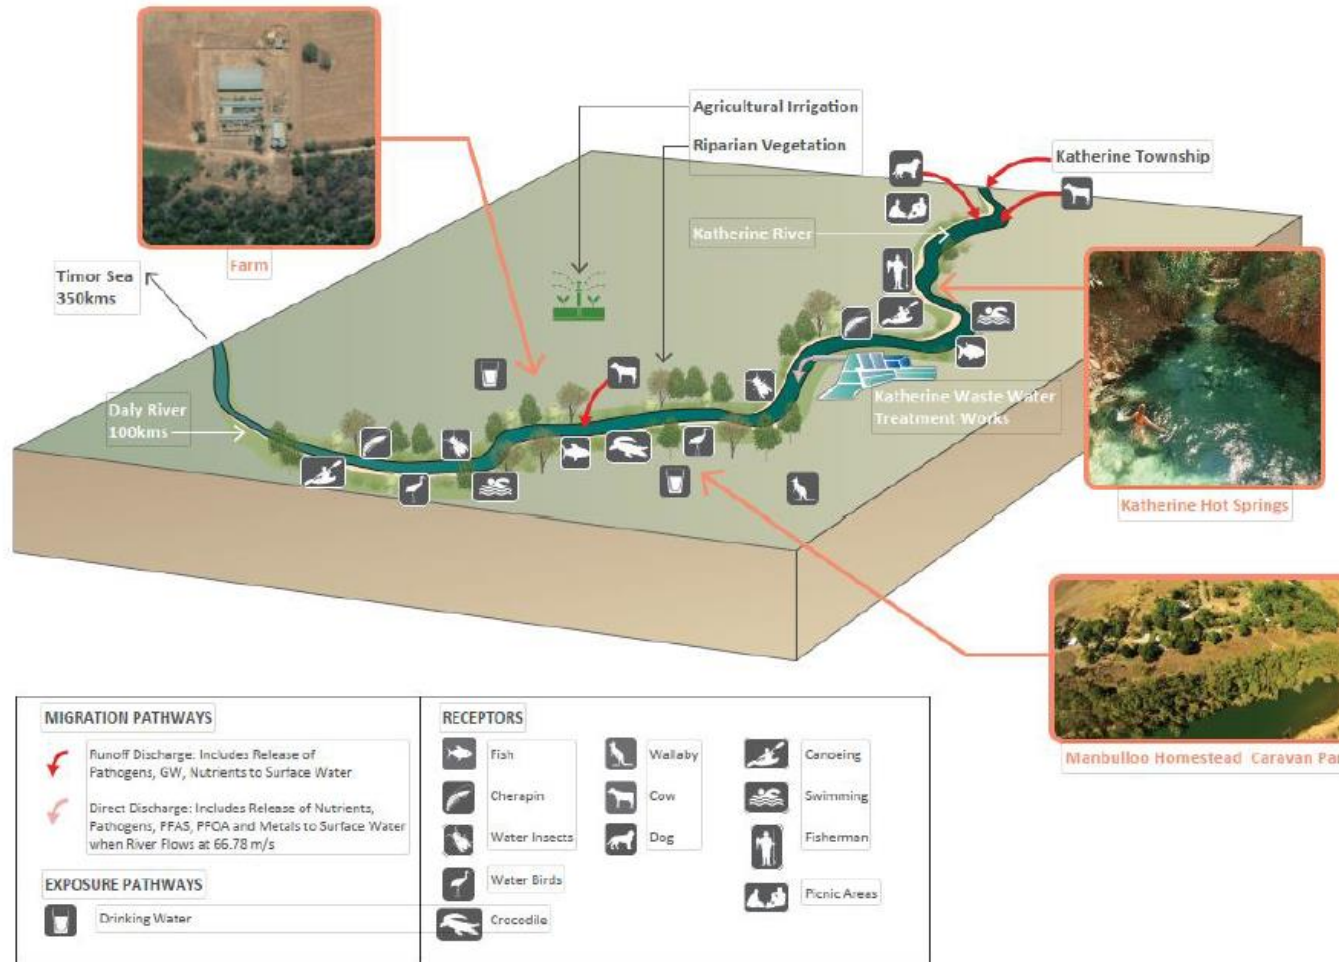 Agricultural Irrigation
Riparian Vegetation
Katherine Township
Katherine River
Farm
Timor Sea
350kms
Daly River
100kms
Katherine Waste Water
Treatment Works
Katherine Hot Springs
Manbulloo Homestead Caravan Par
MIGRATION PATHWAYS
Runoff Discharge: Includes Release of
Pathogens, GW, Nutrients to Surface Water
Direct Discharge: Includes Release of Nutrients,
Pathogens, PFAS, PFOA and Metals to Surface Water
when River Flows at 66.78 m/s
EXPOSURE PATHWAYS
Drinking Water
RECEPTORS
Fish
Cherapin
Water Insects
Water Birds
Crocodile
Wallaby
Cow
Dog
Canoeing
Swimming
Fisherman
Picnic Areas